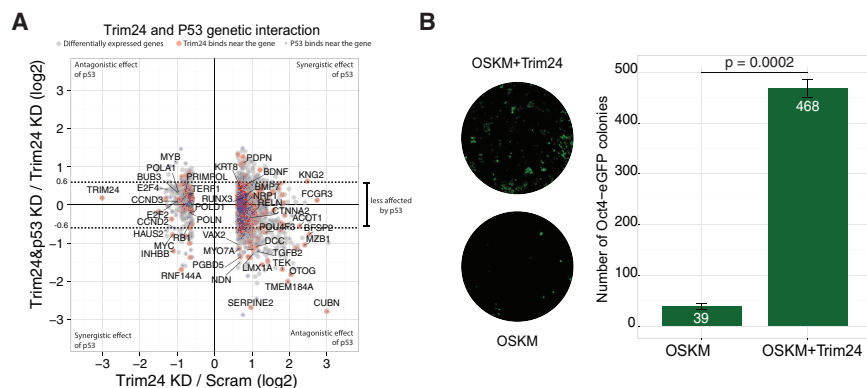 A
Trim24 and P53 genetic interaction
Differentially expressed genes Trim24 binds near the gene P53 binds near the gene
Antagonistic effect
of p53
Synergistic effect
of p53
Trim24&p53 KD / Trim24 KD (log2)
3
2
1
0.6
0
-0.6
−1
−2
−3
MYB
POLA1
BUB3
E2F4
TRIM24
CCND3
E2F2
CCND2
HAUS2
RB1
MYC
INHBB
RNF144A
PRIMPOL
TERF1
RUNX3
POLD1
POLN
VAX2
MYO7A
PGBD5
NDN
LMX1A
SERPINE2
KRT8
PDPN
BDNF
KNG2
BMP7
NRP1
RELN
FCGR3
CTNNA2
ACOT1
POU4F3
BFSP2
DCC
MZB1
TGFB2
TEK
OTOG
TMEM184A
CUBN
less affected
by p53
Synergistic effect
of p53
Antagonistic effect
of p53
−3 −2 −1 0 1 2 3
Trim24 KD / Scram (log2)
B
OSKM+Trim24
OSKM
Number of Oct4−eGFP colonies
500
400
300
200
100
0
p = 0.0002
39
468
OSKM OSKM+Trim24